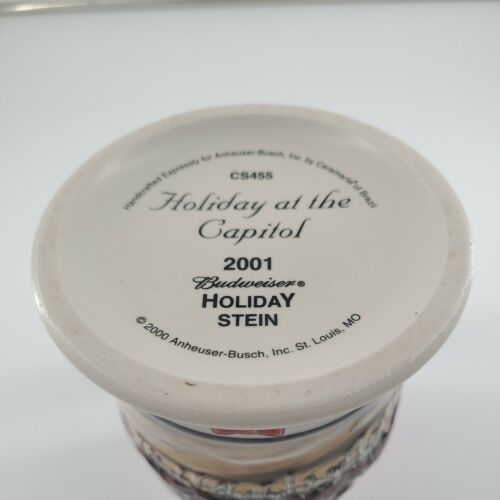 Handcrafted Expressly for Anheuser-Busch, Inc. by Ceramarte® of Brazil
CS455
Holiday at the
Capitol
2001
Budweiser®
HOLIDAY
STEIN
© 2000 Anheuser-Busch, Inc. St. Louis, MO